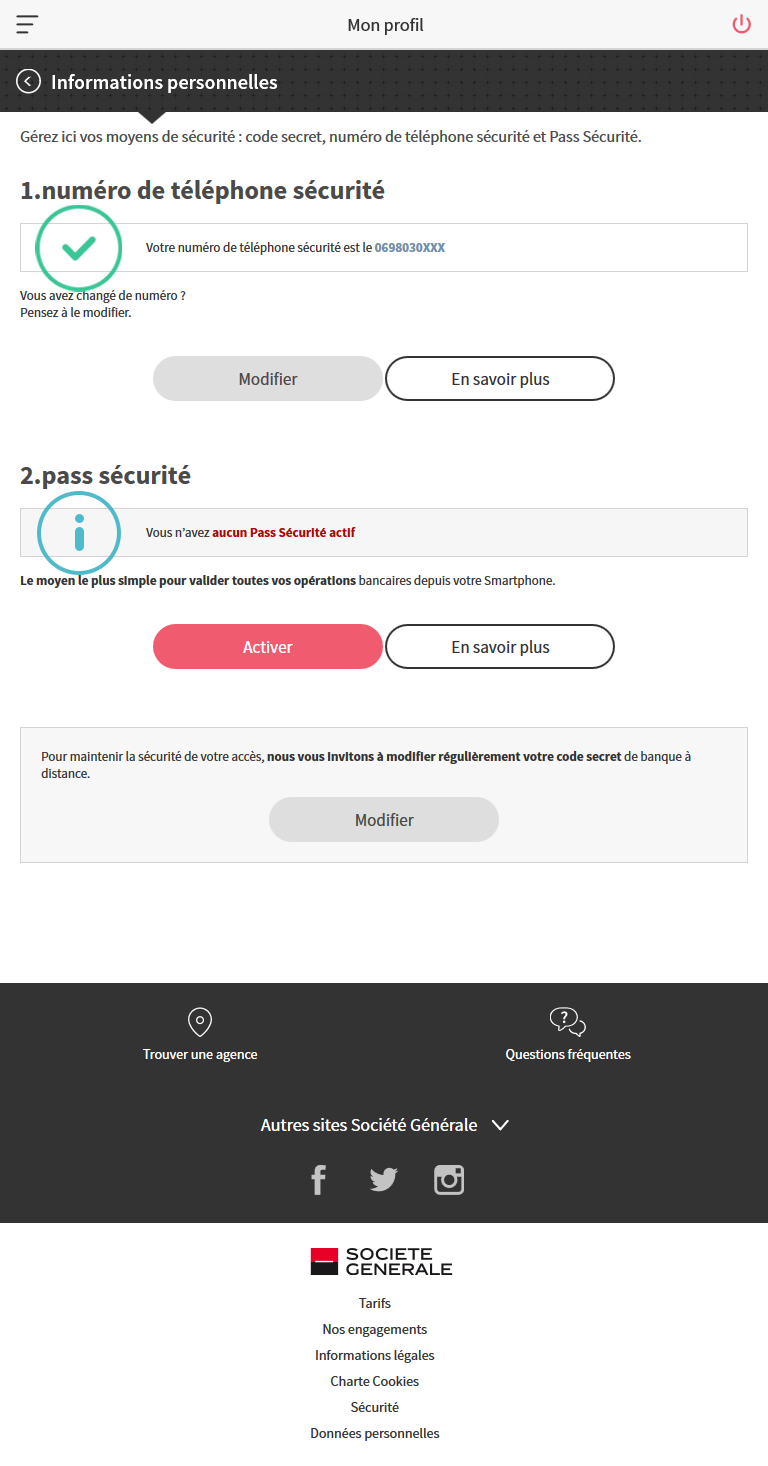 Mon profil
Informations personnelles
Gérez ici vos moyens de sécurité : code secret, numéro de téléphone sécurité et Pass Sécurité.
1.numéro de téléphone sécurité
Votre numéro de téléphone sécurité est le 0698030XXX
Vous avez changé de numéro ?
Pensez à le modifier.
Modifier
En savoir plus
2.pass sécurité
Vous n’avez aucun Pass Sécurité actif
Le moyen le plus simple pour valider toutes vos opérations bancaires depuis votre Smartphone.
Activer
En savoir plus
Pour maintenir la sécurité de votre accès, nous vous invitons à modifier régulièrement votre code secret de banque à
distance.
Modifier
Trouver une agence
Questions fréquentes
Autres sites Société Générale
SOCIETE
GENERALE
Tarifs
Nos engagements
Informations légales
Charte Cookies
Sécurité
Données personnelles